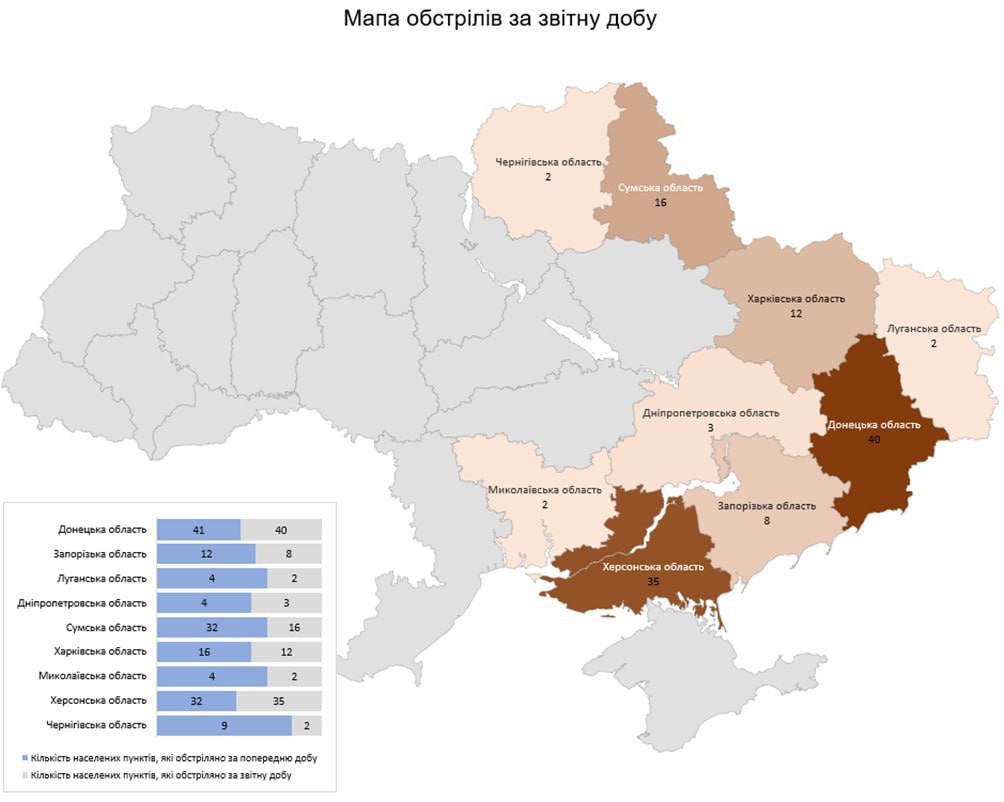 Мапа обстрілів за звітну добу
Чернігівська область
2
Сумська область
16
Харківська область
12
Луганська область
2
Дніпропетровська область
3
Донецька область
40
Миколаївська область
2
Запорізька область
8
Херсонська область
35
Донецька область 41 40
Запорізька область 12 8
Луганська область 4 2
Дніпропетровська область 4 3
Сумська область 32 16
Харківська область 16 12
Миколаївська область 4 2
Херсонська область 32 35
Чернігівська область 9 2
Кількість населених пунктів, які обстріляно за попередню добу
Кількість населених пунктів, які обстріляно за звітну добу